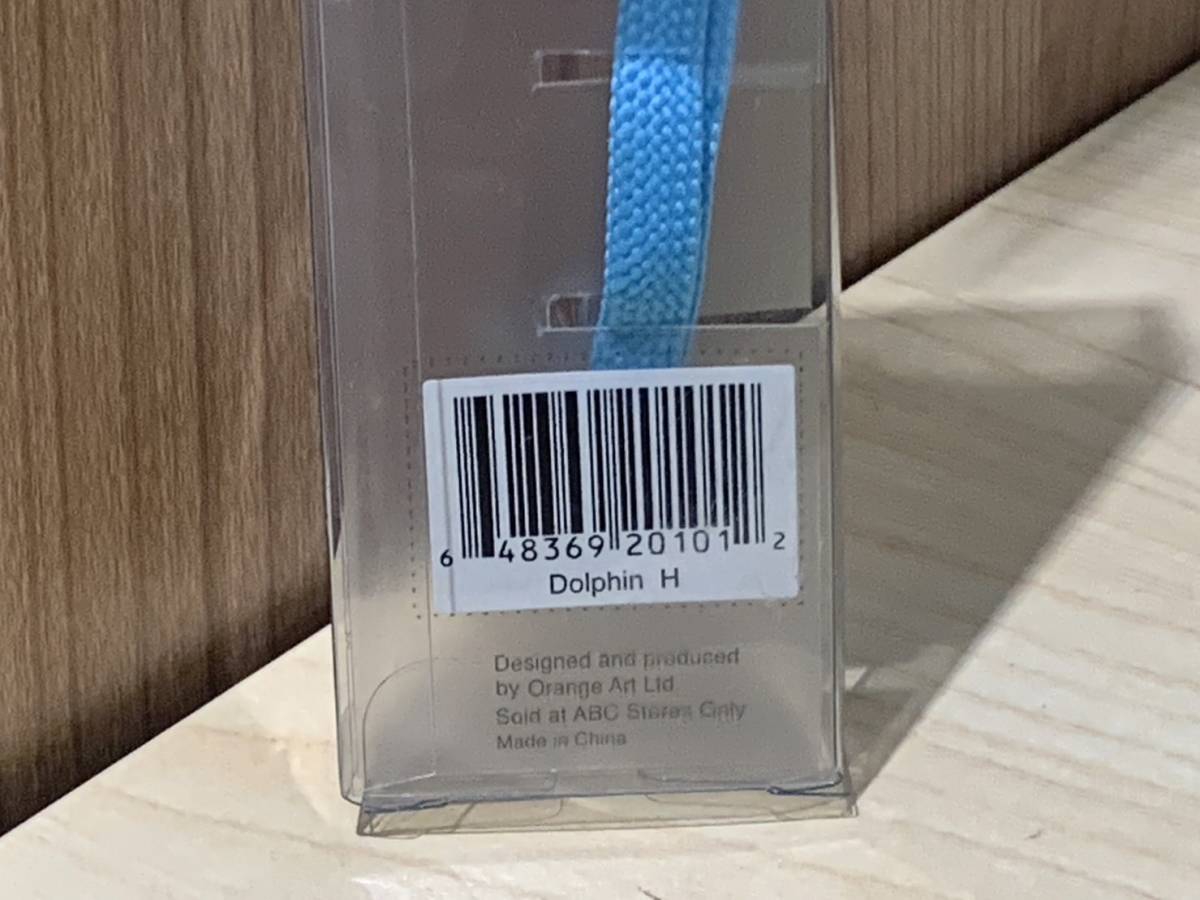 6 48369 20101 2
Dolphin H
Designed and produced
by Orange Art Ltd
Sold at ABC Stores Only
Made in China